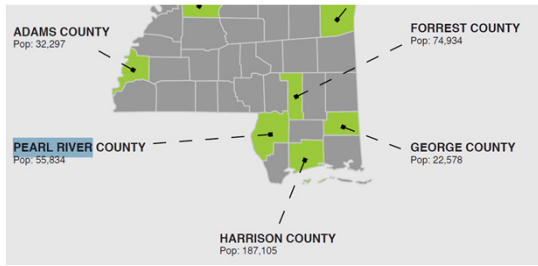 ADAMS COUNTY
Pop: 32,297
FORREST COUNTY
Pop: 74,934
PEARL RIVER COUNTY
Pop: 55,834
GEORGE COUNTY
Pop: 22,578
HARRISON COUNTY
Pop: 187,105